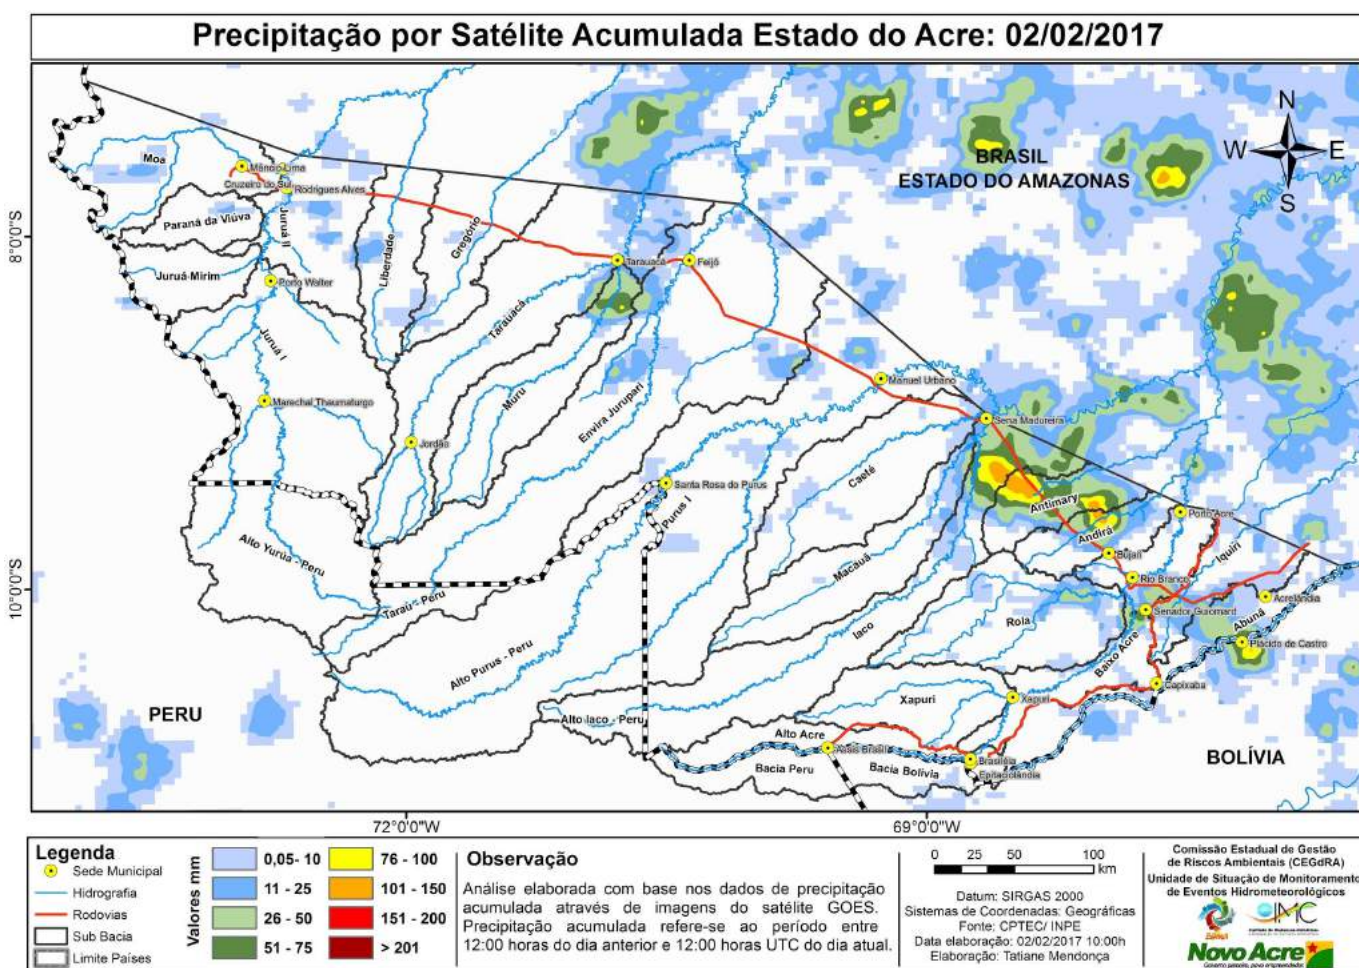 Precipitação por Satélite Acumulada Estado do Acre: 02/02/2017
N
W
E
S
BRASIL
ESTADO DO AMAZONAS
Moa
Mâncio Lima
Cruzeiro do Sul
Rodrigues Alves
Paraná da Viúva
Juruá II
Juruá-Mirim
Porto Walter
Liberdade
Gregório
Tarauacá
Feijó
Tarauacá
Juruá I
Muru
Envira Jurupari
Manuel Urbano
Marechal Thaumaturgo
Jordão
Sena Madureira
Caeté
Santa Rosa do Purus
Purus I
Antimary
Andirá
Porto Acre
Bujari
Iquiri
Alto Yurúa - Peru
Macauã
Rio Branco
Taraú - Peru
Acrelândia
Senador Guiomard
Abunã
Iaco
Rola
Plácido de Castro
Baixo Acre
Alto Purus - Peru
Capixaba
Xapuri
Xapuri
PERU
Alto Iaco - Peru
Alto Acre
Assis Brasil
BOLÍVIA
Bacia Peru
Bacia Bolívia
Brasiléia
Epitaciolândia
8°0'0"S
10°0'0"S
72°0'0"W
69°0'0"W
Legenda
Sede Municipal
Hidrografia
Rodovias
Sub Bacia
Limite Países
Valores mm
0,05- 10
11 - 25
26 - 50
51 - 75
76 - 100
101 - 150
151 - 200
> 201
Observação
Análise elaborada com base nos dados de precipitação
acumulada através de imagens do satélite GOES.
Precipitação acumulada refere-se ao período entre
12:00 horas do dia anterior e 12:00 horas UTC do dia atual.
0 25 50 100
km
Datum: SIRGAS 2000
Sistemas de Coordenadas: Geográficas
Fonte: CPTEC/ INPE
Data elaboração: 02/02/2017 10:00h
Elaboração: Tatiane Mendonça
Comissão Estadual de Gestão
de Riscos Ambientais (CEGdRA)
Unidade de Situação de Monitoramento
de Eventos Hidrometeorológicos
IMC
Novo Acre